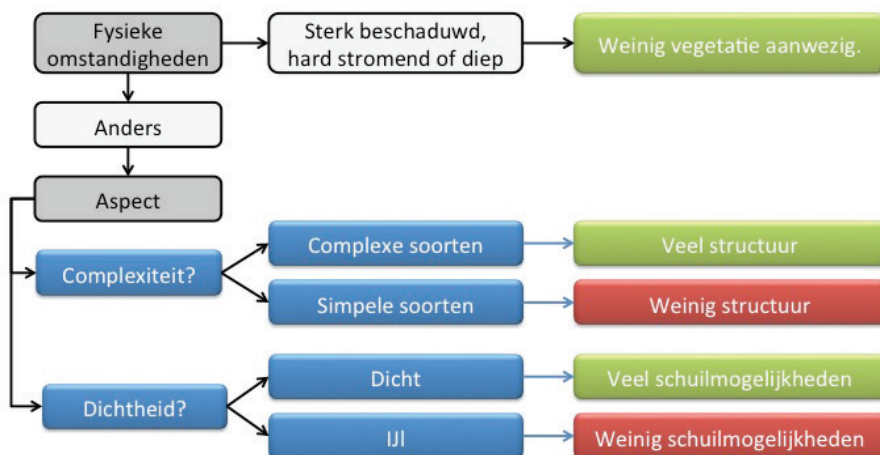 Fysieke
omstandigheden
Sterk beschaduwd,
hard stromend of diep
Weinig vegetatie aanwezig.
Anders
Aspect
Complexiteit?
Complexe soorten
Veel structuur
Simpele soorten
Weinig structuur
Dichtheid?
Dicht
Veel schuilmogelijkheden
IJl
Weinig schuilmogelijkheden